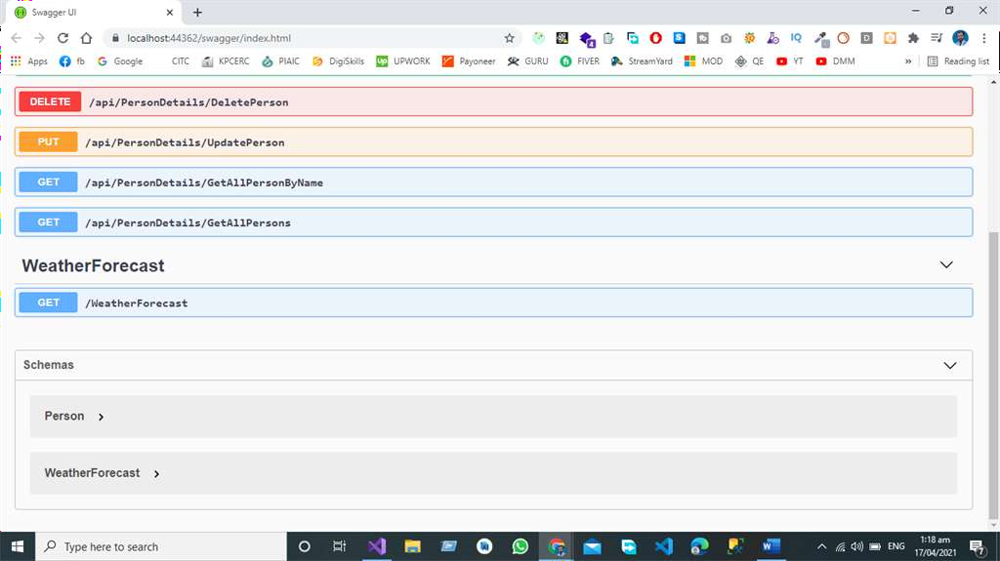 Swagger UI
localhost:44362/swagger/index.html
Apps fb Google CITC KPCERC PIAIC DigiSkills UPWORK Payoneer GURU FIVER StreamYard MOD QE YT DMM » Reading list
DELETE /api/PersonDetails/DeletePerson
PUT /api/PersonDetails/UpdatePerson
GET /api/PersonDetails/GetAllPersonByName
GET /api/PersonDetails/GetAllPersons
WeatherForecast
GET /WeatherForecast
Schemas
Person
WeatherForecast
Type here to search
ENG
1:18 am
17/04/2021
7